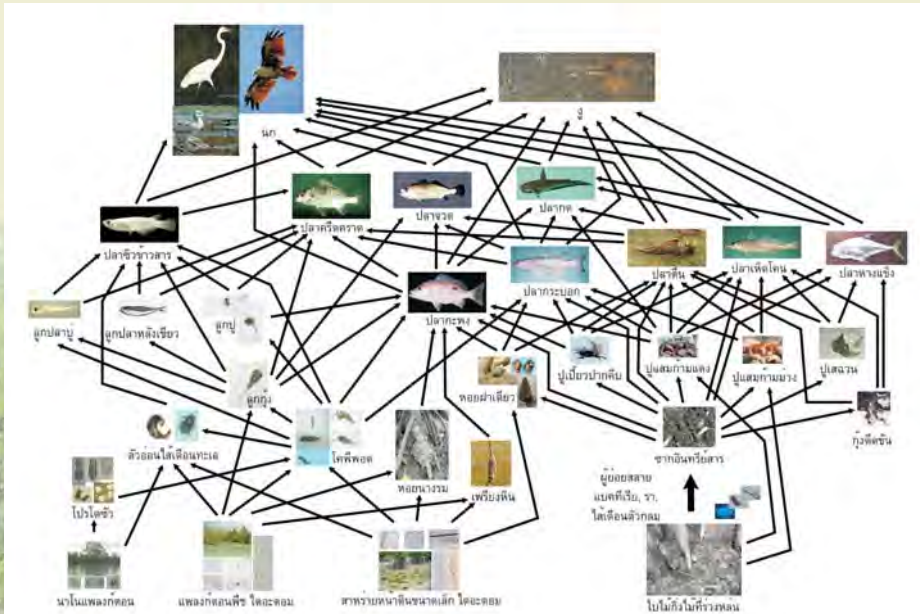 นก
งู
ปลาซิวข้าวสาร
ปลาครืดคราด
ปลาจวด
ปลากด
ปลากะพง
ปลากระบอก
ปลาตีน
ปลาเห็ดโคน
ปลาหางแข็ง
ลูกปลาบู่
ลูกปลาหลังเขียว
ลูกปู
ลูกกุ้ง
หอยฝาเดียว
ปูเปี้ยวปากคีบ
ปูแสมก้ามแดง
ปูแสมก้ามม่วง
ปูเสฉวน
กุ้งดีดขัน
ตัวอ่อนไส้เดือนทะเล
โคพีพอด
หอยนางรม
เพรียงหิน
ซากอินทรีย์สาร
โปรโตซัว
ผู้ย่อยสลาย
แบคทีเรีย, รา,
ไส้เดือนตัวกลม
นาโนแพลงก์ตอน
แพลงก์ตอนพืช ไดอะตอม
สาหร่ายหน้าดินขนาดเล็ก ไดอะตอม
ใบไม้กิ่งไม้ที่ร่วงหล่น